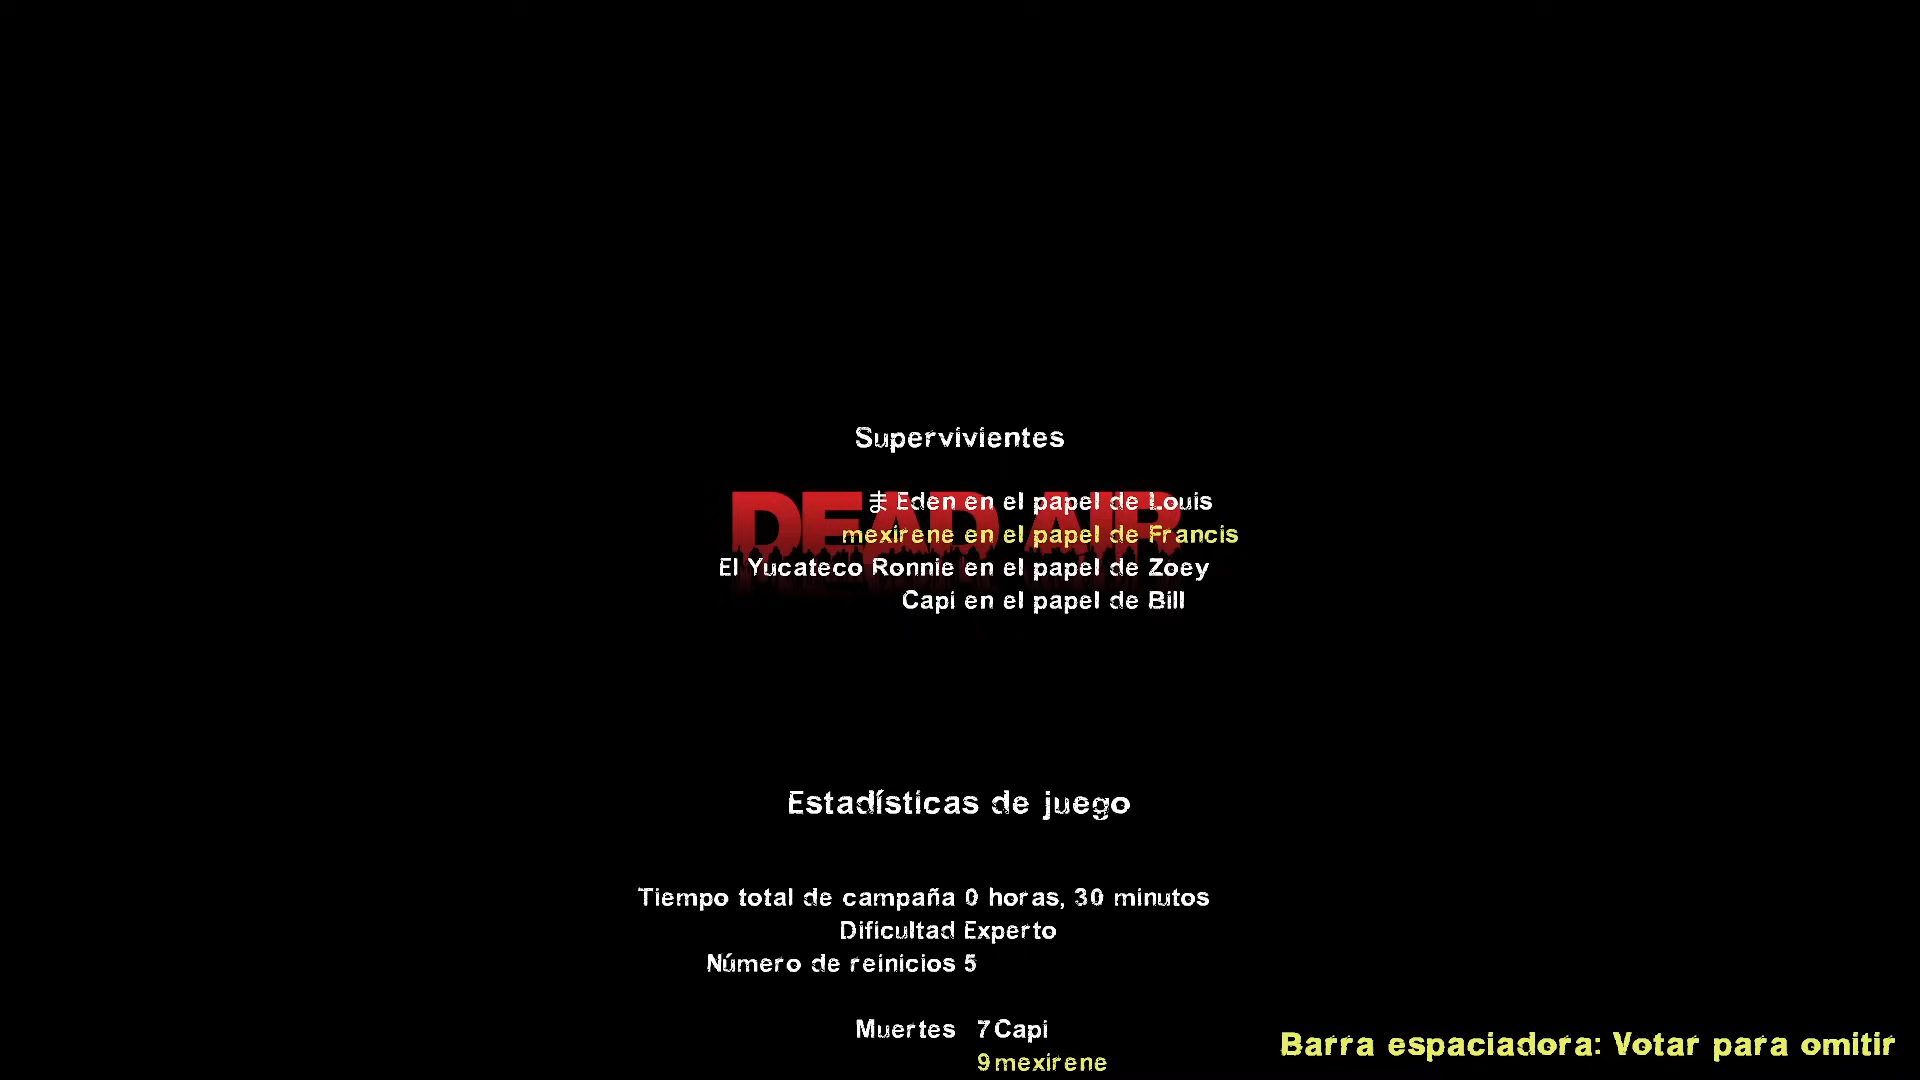 Supervivientes
DEAD AIR
ま Eden en el papel de Louis
mexirene en el papel de Francis
El Yucateco Ronnie en el papel de Zoey
Capi en el papel de Bill
Estadísticas de juego
Tiempo total de campaña 0 horas, 30 minutos
Dificultad Experto
Número de reinicios 5
Muertes 7 Capi
9 mexirene
Barra espaciadora: Votar para omitir